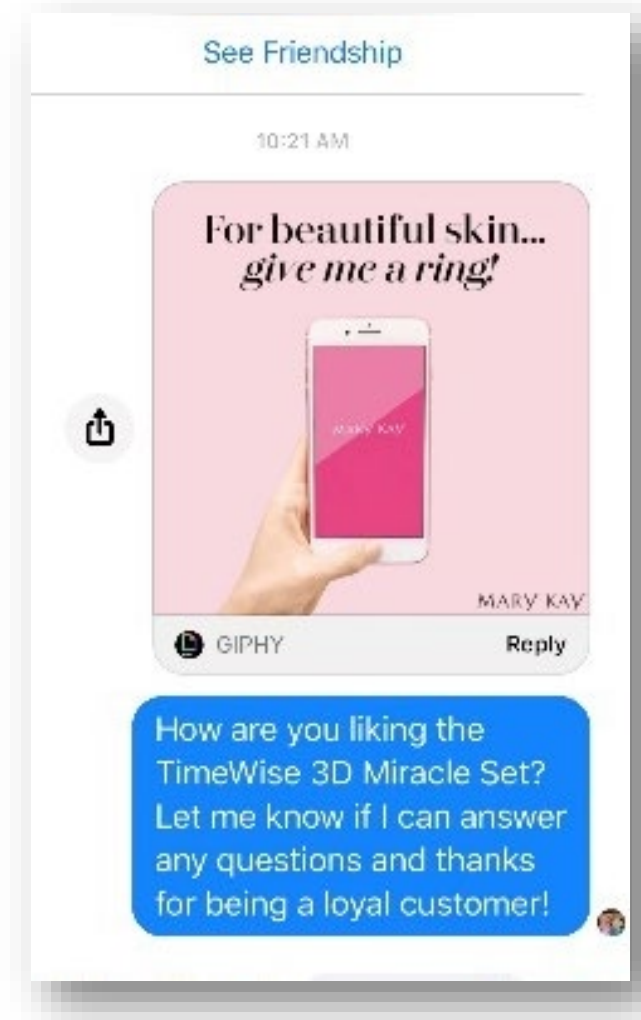 See Friendship
10:21 AM
For beautiful skin...
give me a ring!
MARY KAY
MARY KAY
GIPHY
Reply
How are you liking the
TimeWise 3D Miracle Set?
Let me know if I can answer
any questions and thanks
for being a loyal customer!